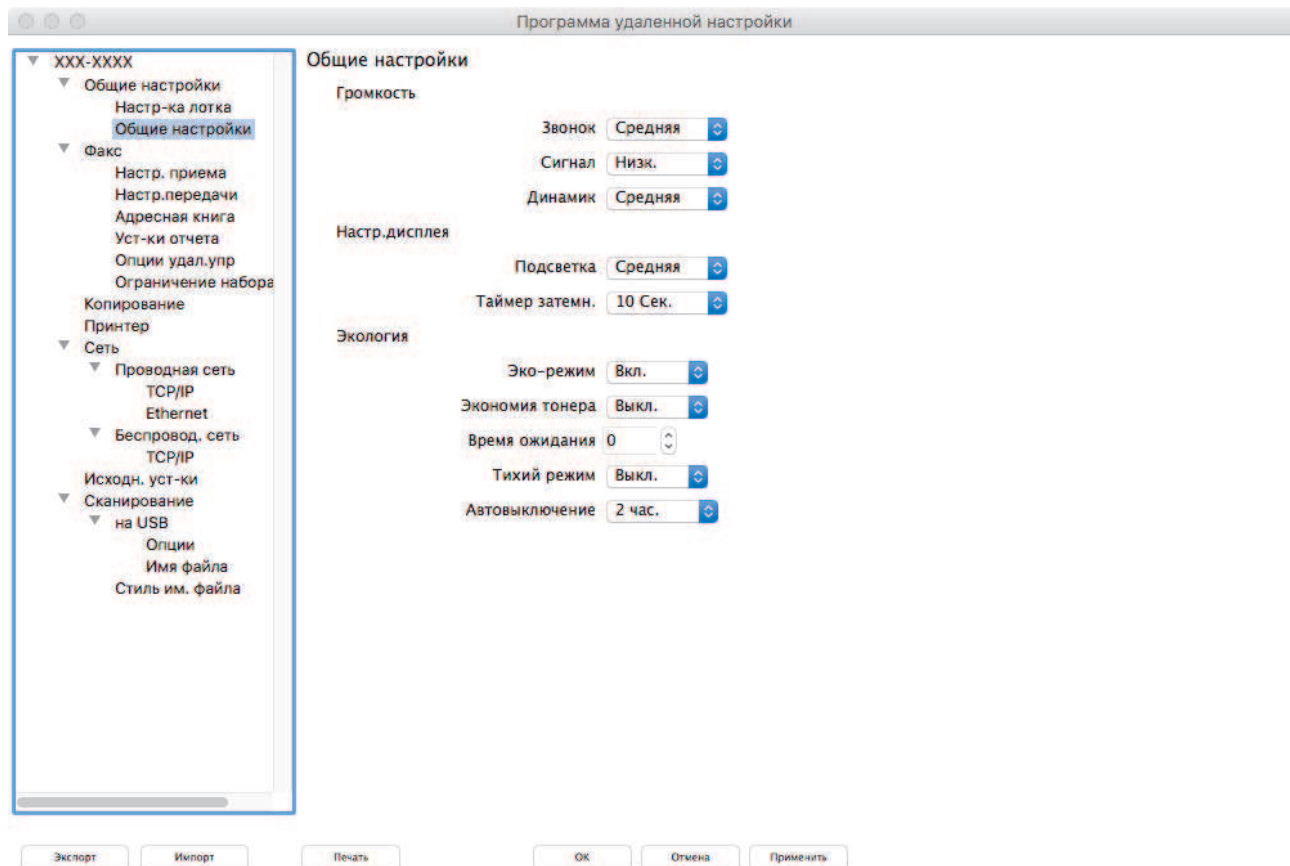 Программа удаленной настройки
XXX-XXXX
Общие настройки
Настр-ка лотка
Общие настройки
Факс
Настр. приема
Настр.передачи
Адресная книга
Уст-ки отчета
Опции удал.упр
Ограничение набора
Копирование
Принтер
Сеть
Проводная сеть
TCP/IP
Ethernet
Беспровод. сеть
TCP/IP
Исходн. уст-ки
Сканирование
на USB
Опции
Имя файла
Стиль им. файла
Общие настройки
Громкость
Звонок Средняя
Сигнал Низк.
Динамик Средняя
Настр.дисплея
Подсветка Средняя
Таймер затемн. 10 Сек.
Экология
Эко-режим Вкл.
Экономия тонера Выкл.
Время ожидания 0
Тихий режим Выкл.
Автовыключение 2 час.
Экспорт Импорт Печать ОК Отмена Применить